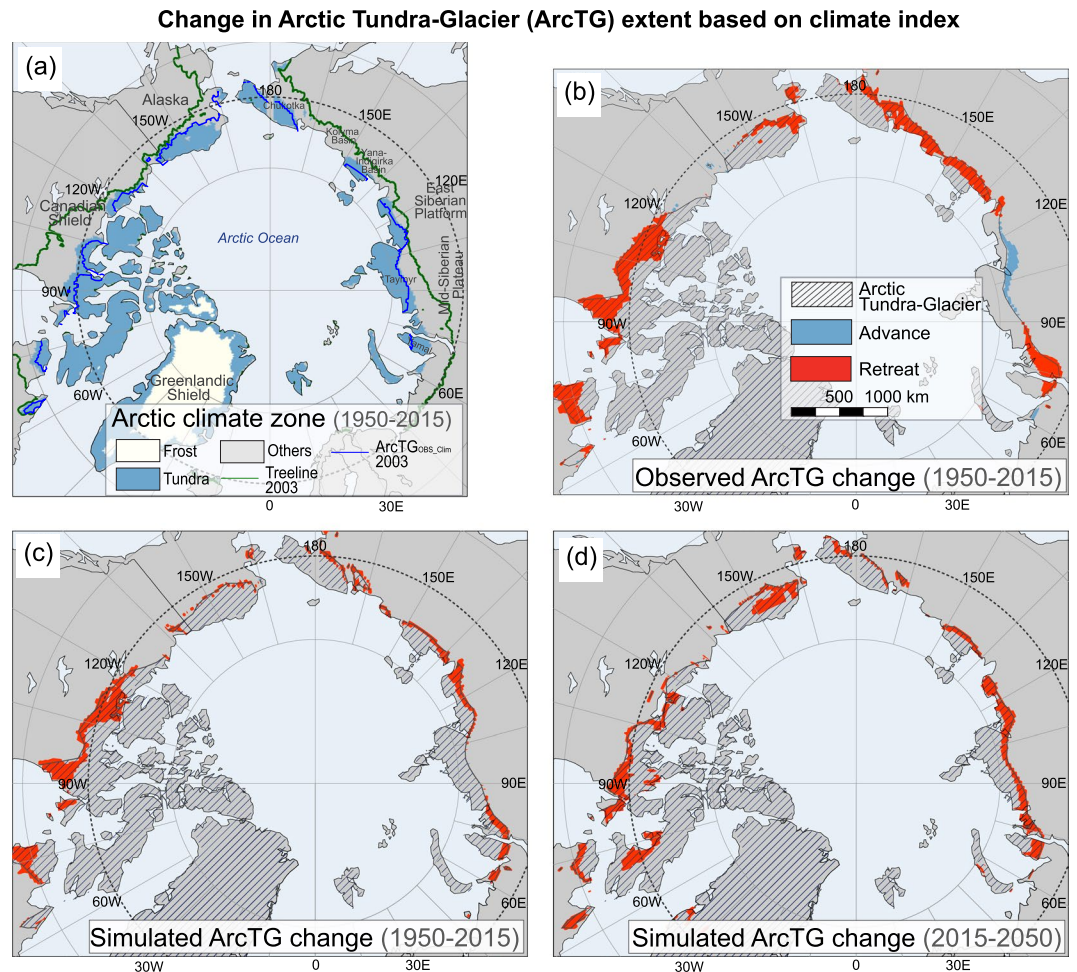 Change in Arctic Tundra-Glacier (ArcTG) extent based on climate index
(a)
Alaska
150W
180
Chukotka
150E
Kolyma
Basin
Yana-
Indigirka
Basin
120W
Canadian
Shield
120E
East
Siberian
Platform
Arctic Ocean
Taymyr
Mid-Siberian
Plateau
90W
Yamal
Greenlandic
Shield
60W
60E
Arctic climate zone (1950-2015)
Frost
Others
ArcTG OBS_Clim
2003
Tundra
Treeline
2003
0
30E
(b)
180
150W
150E
120W
120E
90W
90E
Arctic
Tundra-Glacier
Advance
Retreat
500 1000 km
60W
60E
Observed ArcTG change (1950-2015)
30W
0
30E
(c)
180
150W
150E
120W
120E
90W
90E
60W
60E
Simulated ArcTG change (1950-2015)
30W
0
30E
(d)
180
150W
150E
120W
120E
90W
90E
60W
60E
Simulated ArcTG change (2015-2050)
30W
0
30E